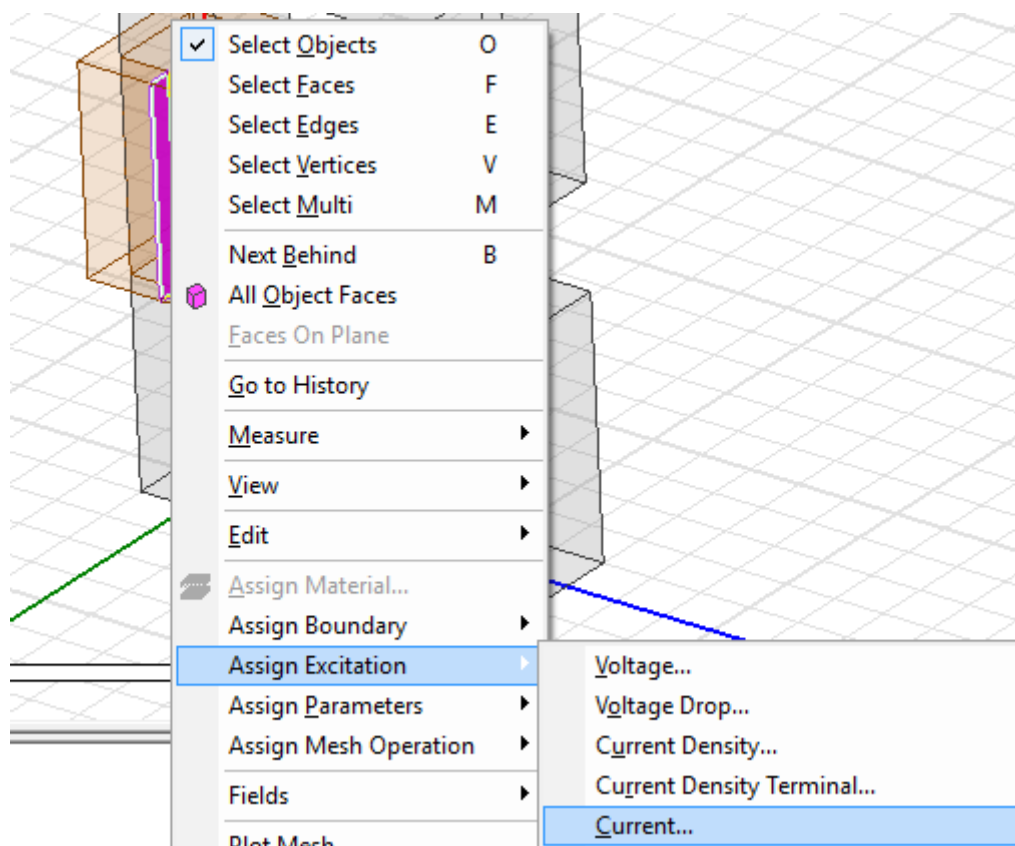 Select Objects O
Select Faces F
Select Edges E
Select Vertices V
Select Multi M
Next Behind B
All Object Faces
Faces On Plane
Go to History
Measure
View
Edit
Assign Material...
Assign Boundary
Assign Excitation
Assign Parameters
Assign Mesh Operation
Fields
Plot Mesh
Voltage...
Voltage Drop...
Current Density...
Current Density Terminal...
Current...